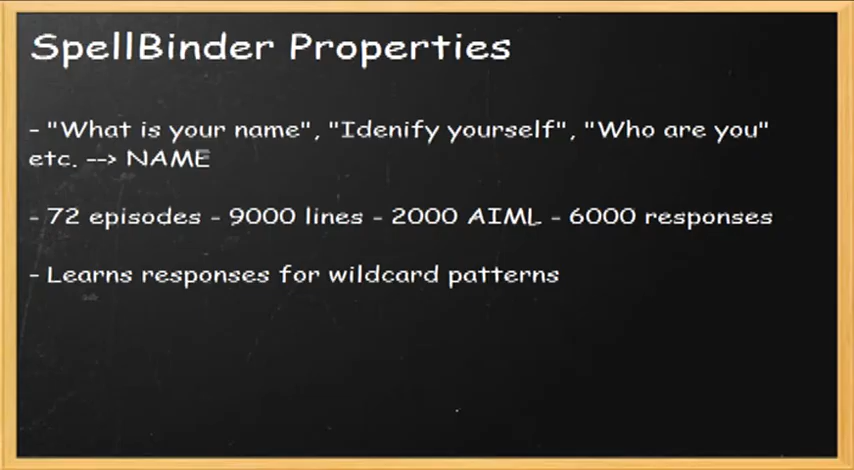 SpellBinder Properties
- "What is your name", "Idenify yourself", "Who are you"
etc. --> NAME
- 72 episodes - 9000 lines - 2000 AIML - 6000 responses
- Learns responses for wildcard patterns